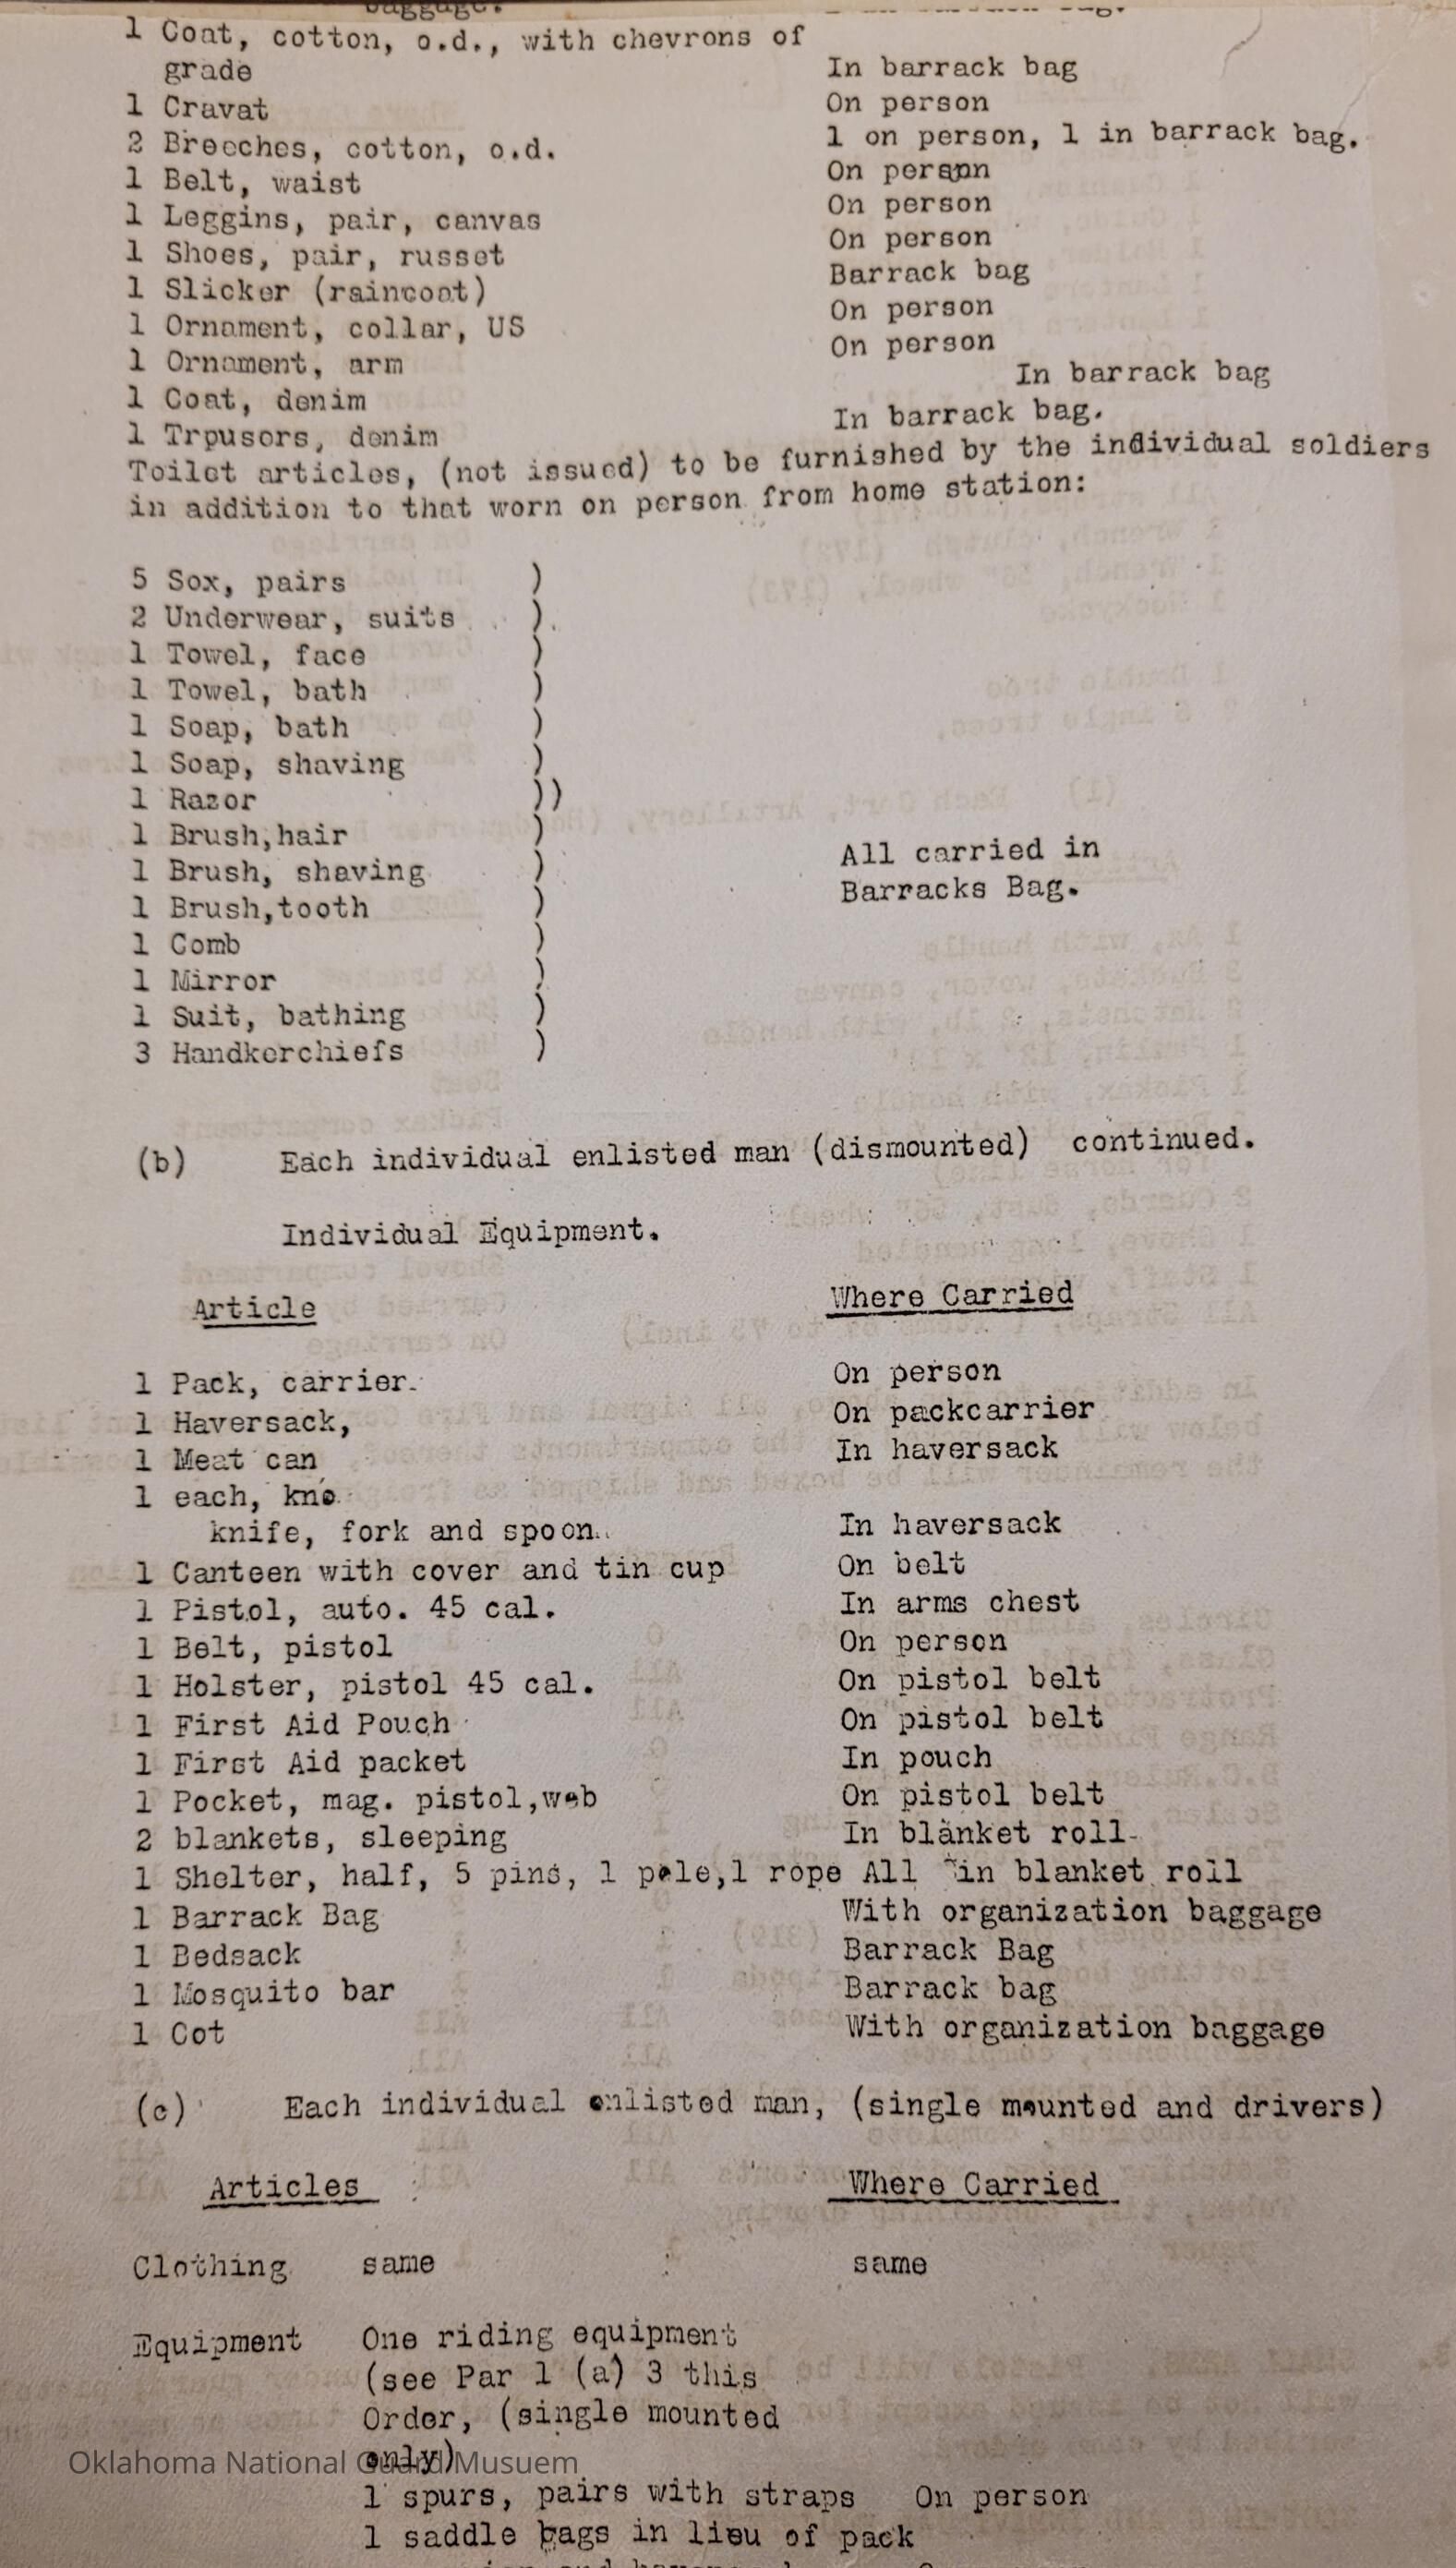 baggage.
1 Coat, cotton, o.d., with chevrons of
grade In barrack bag
1 Cravat On person
2 Breeches, cotton, o.d. 1 on person, 1 in barrack bag.
1 Belt, waist On persnn
1 Leggins, pair, canvas On person
1 Shoes, pair, russet On person
1 Slicker (raincoat) Barrack bag
1 Ornament, collar, US On person
1 Ornament, arm On person
1 Coat, denim In barrack bag
1 Trpusers, denim In barrack bag.
Toilet articles, (not issued) to be furnished by the individual soldiers
in addition to that worn on person from home station:
5 Sox, pairs )
2 Underwear, suits )
1 Towel, face )
1 Towel, bath )
1 Soap, bath )
1 Soap, shaving )
1 Razor ))
1 Brush,hair ) All carried in
1 Brush, shaving ) Barracks Bag.
1 Brush,tooth )
1 Comb )
1 Mirror )
1 Suit, bathing )
3 Handkerchiefs )
(b) Each individual enlisted man (dismounted) continued.
Individual Equipment.
Article Where Carried
1 Pack, carrier. On person
1 Haversack, On packcarrier
1 Meat can In haversack
1 each, kne
knife, fork and spoon. In haversack
1 Canteen with cover and tin cup On belt
1 Pistol, auto. 45 cal. In arms chest
1 Belt, pistol On person
1 Holster, pistol 45 cal. On pistol belt
1 First Aid Pouch On pistol belt
1 First Aid packet In pouch
1 Pocket, mag. pistol,web On pistol belt
2 blankets, sleeping In blanket roll
1 Shelter, half, 5 pins, 1 pole,1 rope All in blanket roll
1 Barrack Bag With organization baggage
1 Bedsack Barrack Bag
1 Mosquito bar Barrack bag
1 Cot With organization baggage
(c) Each individual enlisted man, (single mounted and drivers)
Articles Where Carried
Clothing same same
Equipment One riding equipment
(see Par 1 (a) 3 this
Order, (single mounted
only)
Oklahoma National Guard Musuem
1 spurs, pairs with straps On person
1 saddle bags in lieu of pack